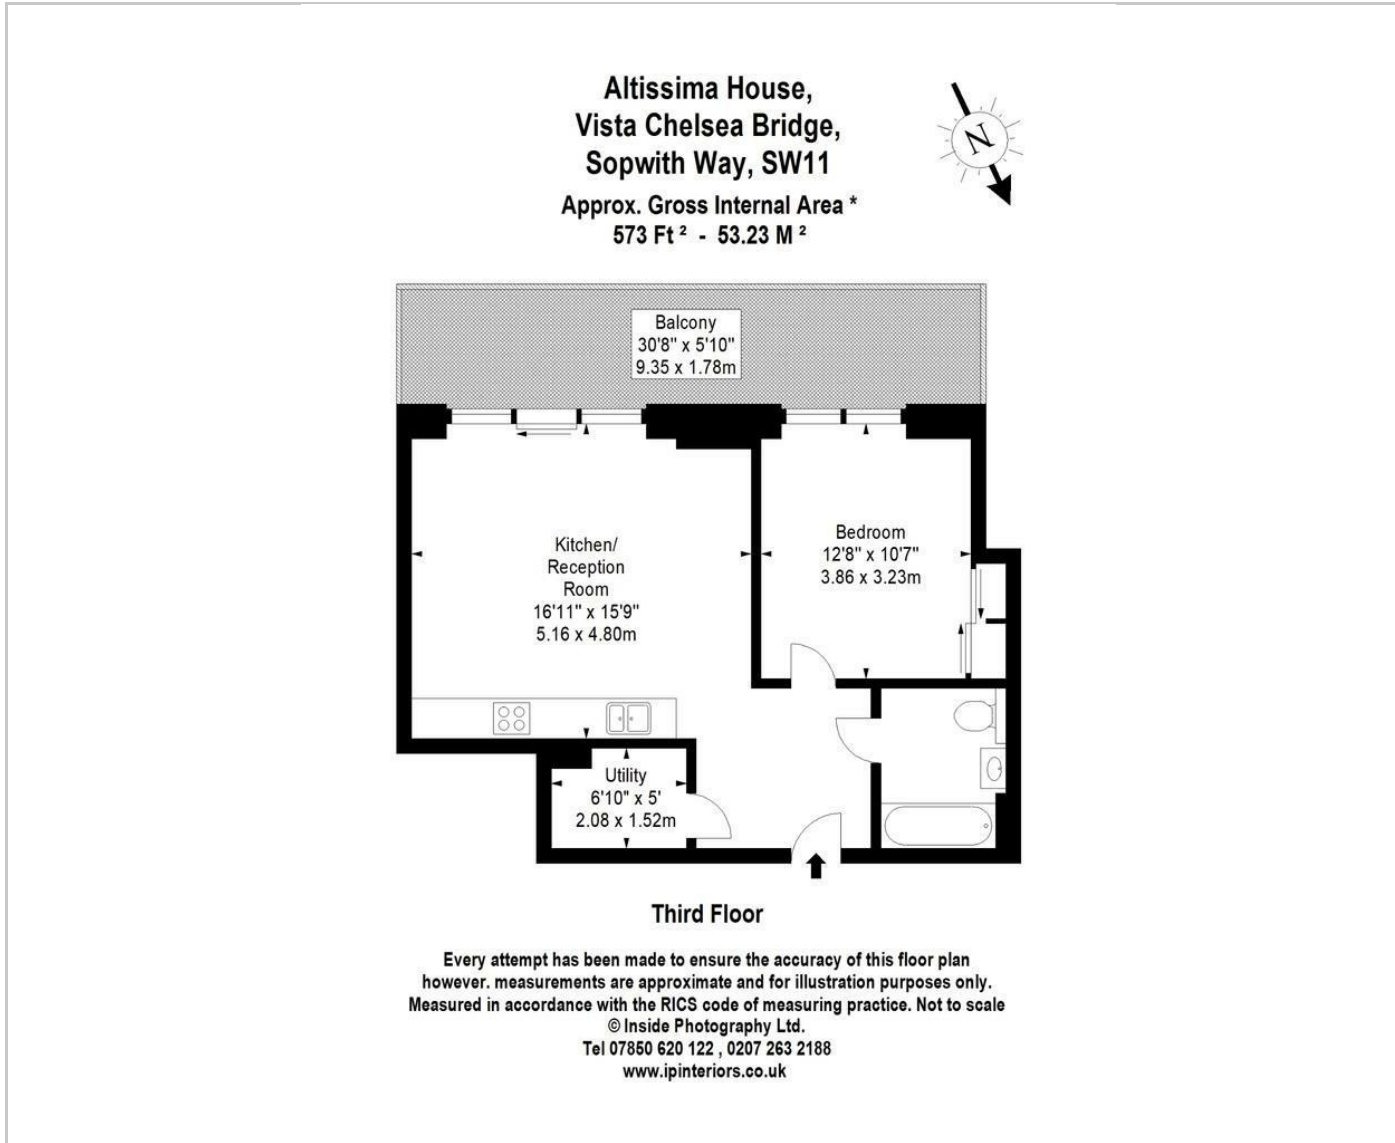 Altissima House,
Vista Chelsea Bridge,
Sopwith Way, SW11
Approx. Gross Internal Area *
573 Ft ² - 53.23 M ²
N
Balcony
30'8" x 5'10"
9.35 x 1.78m
Kitchen/
Reception
Room
16'11" x 15'9"
5.16 x 4.80m
Bedroom
12'8" x 10'7"
3.86 x 3.23m
Utility
6'10" x 5'
2.08 x 1.52m
Third Floor
Every attempt has been made to ensure the accuracy of this floor plan
however. measurements are approximate and for illustration purposes only.
Measured in accordance with the RICS code of measuring practice. Not to scale
© Inside Photography Ltd.
Tel 07850 620 122 , 0207 263 2188
www.ipinteriors.co.uk